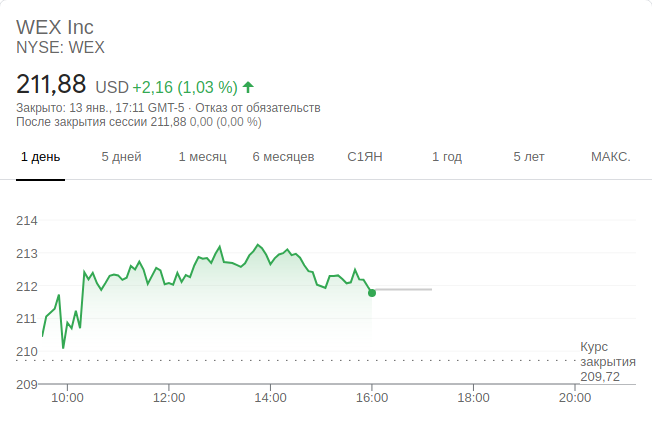 WEX Inc
NYSE: WEX
211,88 USD +2,16 (1,03 %)
Закрыто: 13 янв., 17:11 GMT-5 · Отказ от обязательств
После закрытия сессии 211,88 0,00 (0,00 %)
1 день 5 дней 1 месяц 6 месяцев С1ЯН 1 год 5 лет МАКС.
214
213
212
211
210
209
Курс
закрытия
209,72
10:00 12:00 14:00 16:00 18:00 20:00